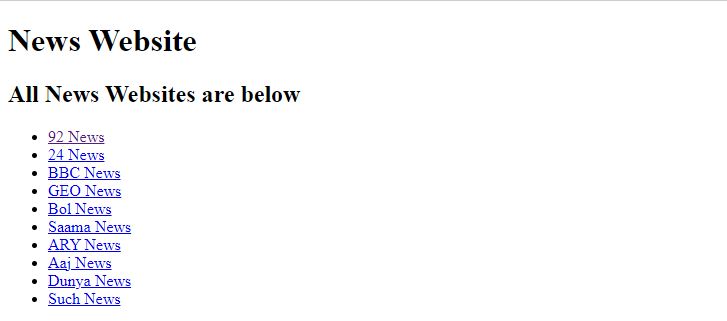 News Website
All News Websites are below
92 News
24 News
BBC News
GEO News
Bol News
Saama News
ARY News
Aaj News
Dunya News
Such News